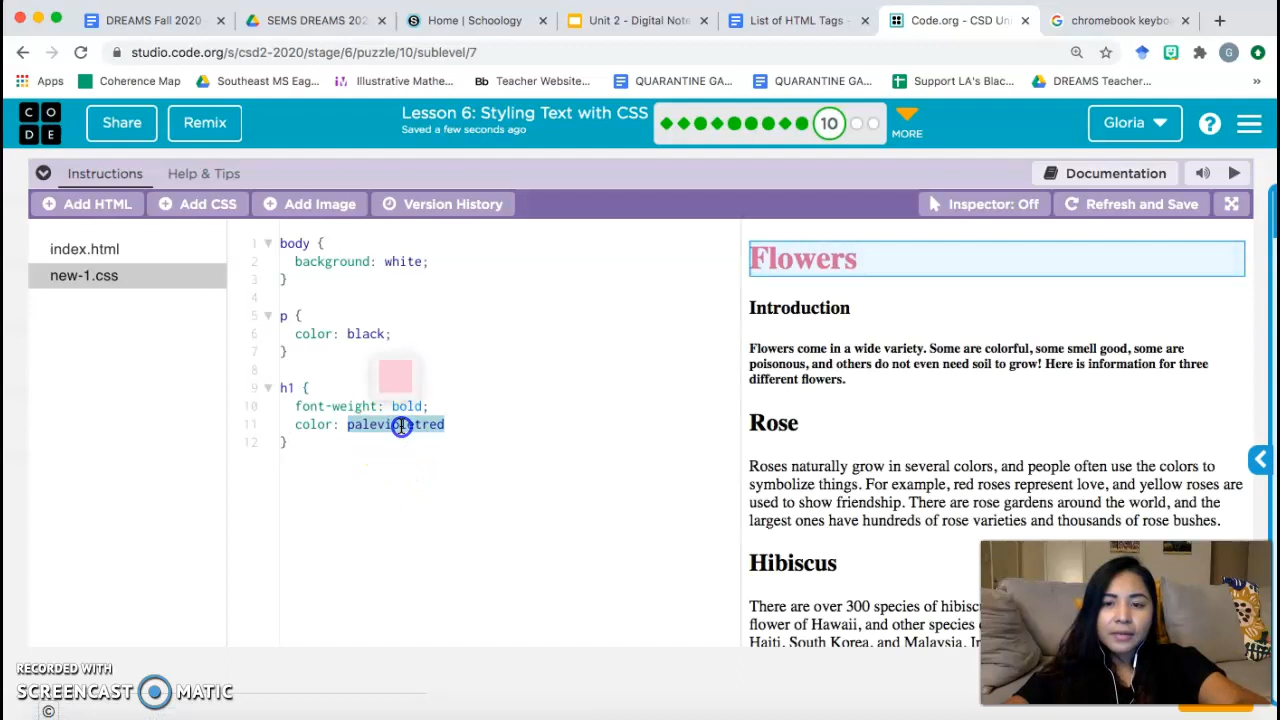 DREAMS Fall 2020
SEMS DREAMS 202
Home | Schoology
Unit 2 - Digital Not
List of HTML Tags -
Code.org - CSD Un
chromebook keybo
studio.code.org/s/csd2-2020/stage/6/puzzle/10/sublevel/7
G
Apps
Coherence Map
Southeast MS Eag...
Illustrative Mathe...
Bb Teacher Website...
QUARANTINE GA...
QUARANTINE GA...
Support LA's Blac...
DREAMS Teacher...
»
C O
D E
Share
Remix
Lesson 6: Styling Text with CSS
Saved a few seconds ago
10
MORE
Gloria
?
Instructions
Help & Tips
Documentation
Add HTML
Add CSS
Add Image
Version History
Inspector: Off
Refresh and Save
index.html
new-1.css
1 body {
2 background: white;
3 }
4
5 p {
6 color: black;
7 }
8
9 h1 {
10 font-weight: bold;
11 color: palevioletred
12 }
Flowers
Introduction
Flowers come in a wide variety. Some are colorful, some smell good, some are
poisonous, and others do not even need soil to grow! Here is information for three
different flowers.
Rose
Roses naturally grow in several colors, and people often use the colors to
symbolize things. For example, red roses represent love, and yellow roses are
used to show friendship. There are rose gardens around the world, and the
largest ones have hundreds of rose varieties and thousands of rose bushes.
Hibiscus
There are over 300 species of hibisc
flower of Hawaii, and other species
Haiti, South Korea, and Malaysia. In
RECORDED WITH
SCREENCAST MATIC
©